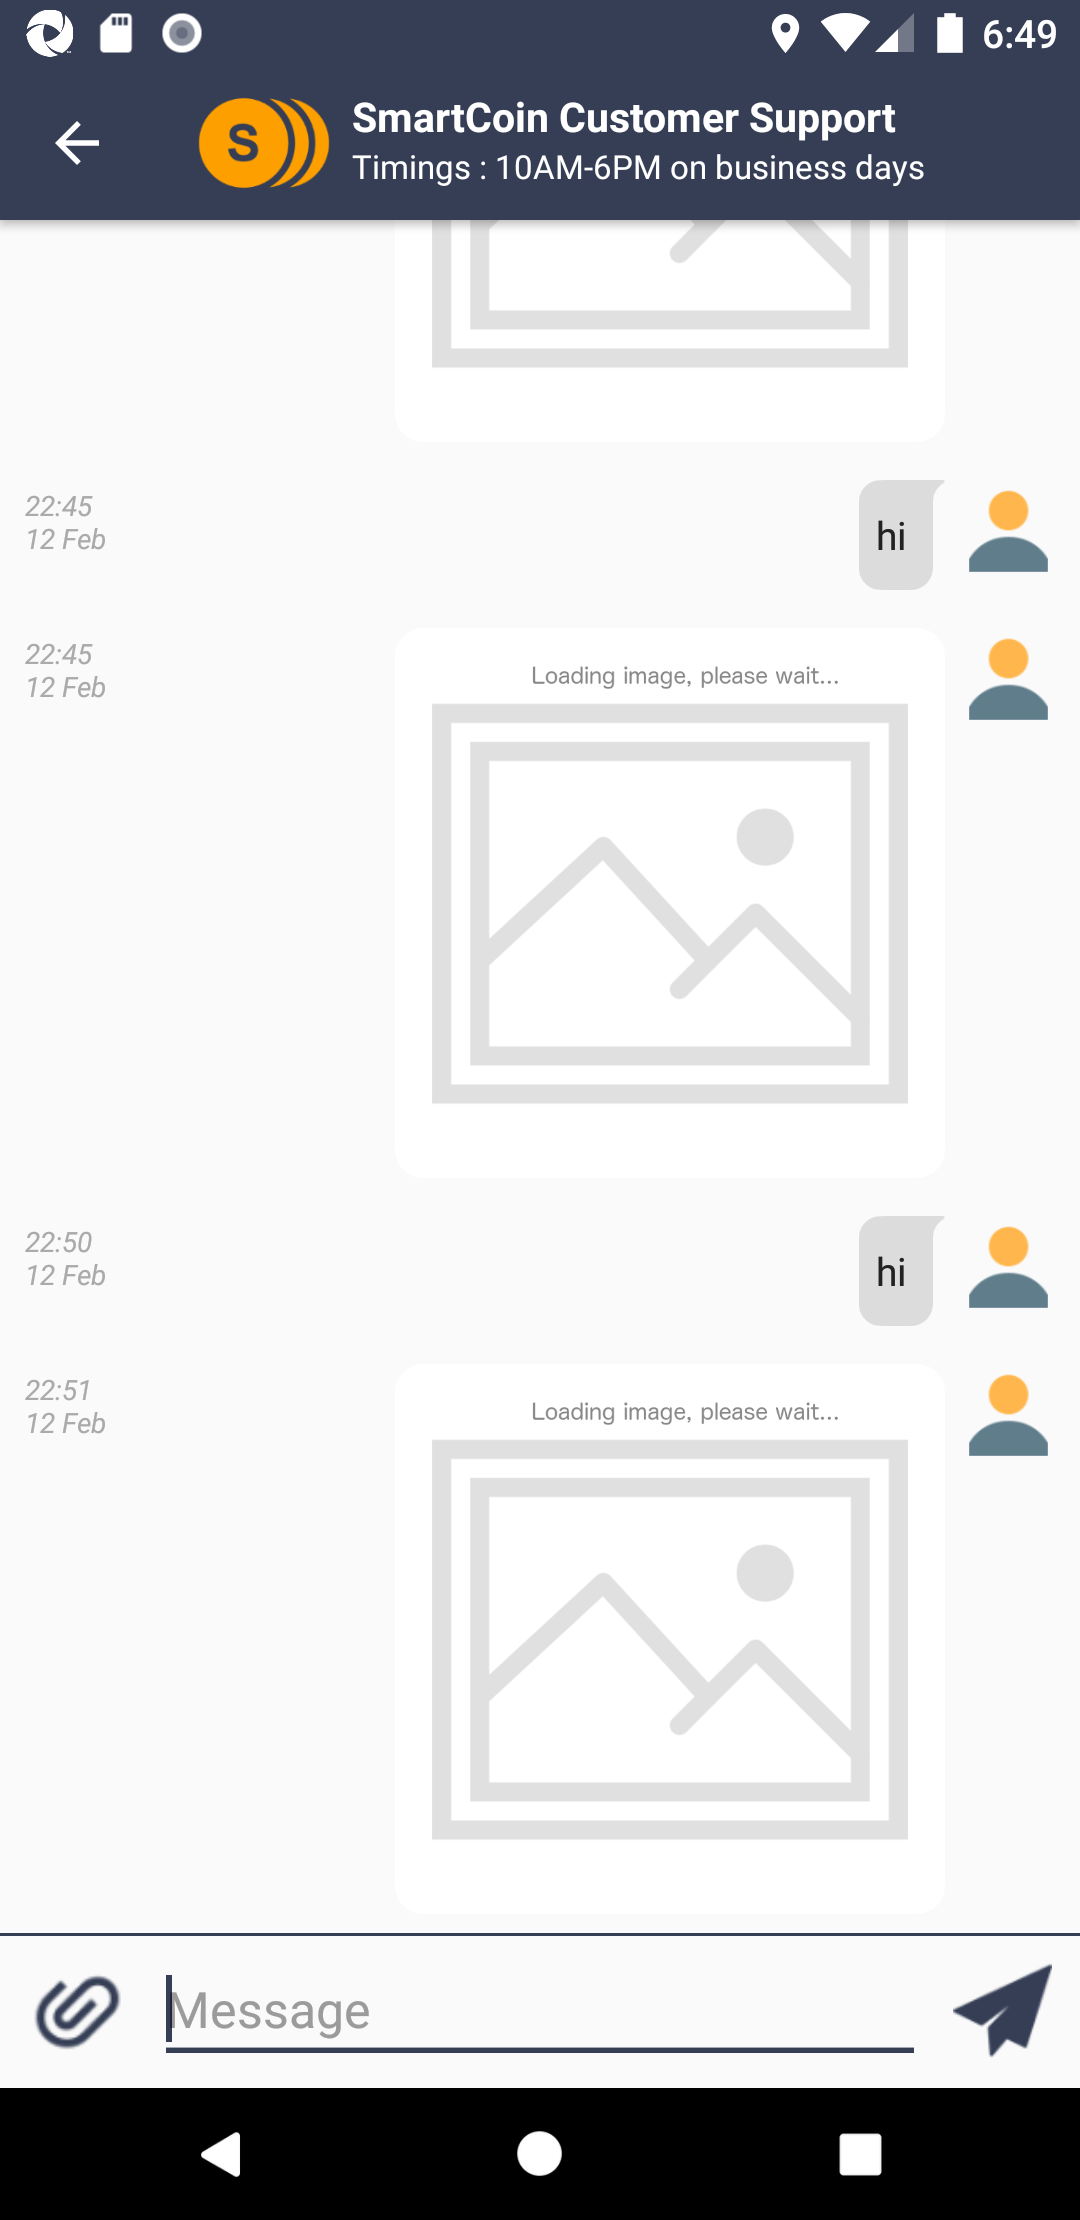 6:49
S
SmartCoin Customer Support
Timings : 10AM-6PM on business days
22:45
12 Feb
hi
22:45
12 Feb
Loading image, please wait...
22:50
12 Feb
hi
22:51
12 Feb
Loading image, please wait...
Message